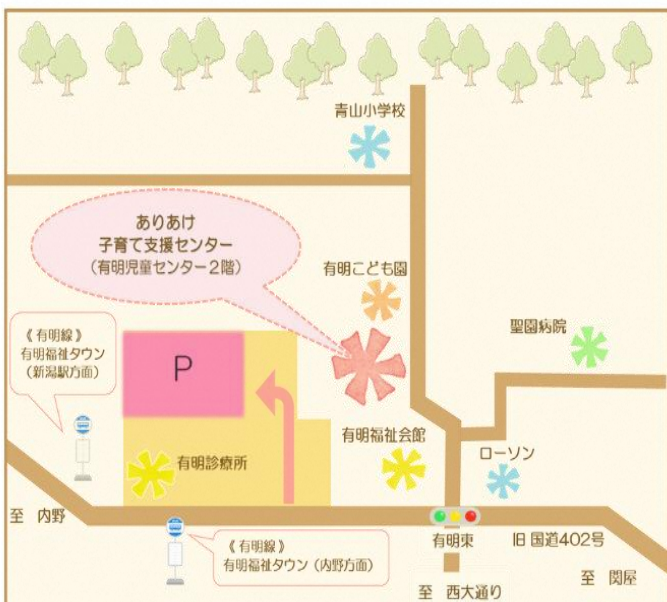 青山小学校
ありあけ
子育て支援センター
（有明児童センター２階）
有明こども園
聖園病院
《有明線》
有明福祉タウン
（新潟駅方面）
P
有明診療所
有明福祉会館
ローソン
至 内野
有明東
旧国道402号
《有明線》
有明福祉タウン（内野方面）
至 関屋
至 西大通り